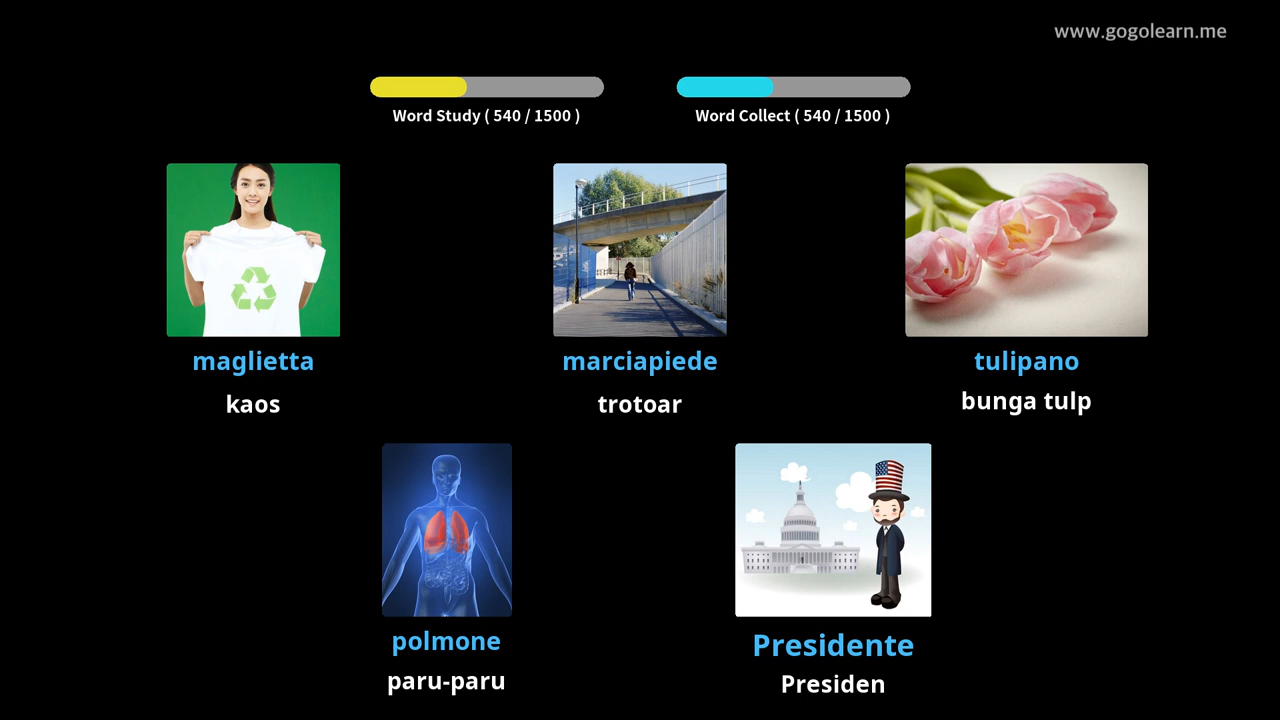 www.gogolearn.me
Word Study ( 540 / 1500 )
Word Collect ( 540 / 1500 )
maglietta
kaos
marciapiede
trotoar
tulipano
bunga tulp
polmone
paru-paru
Presidente
Presiden